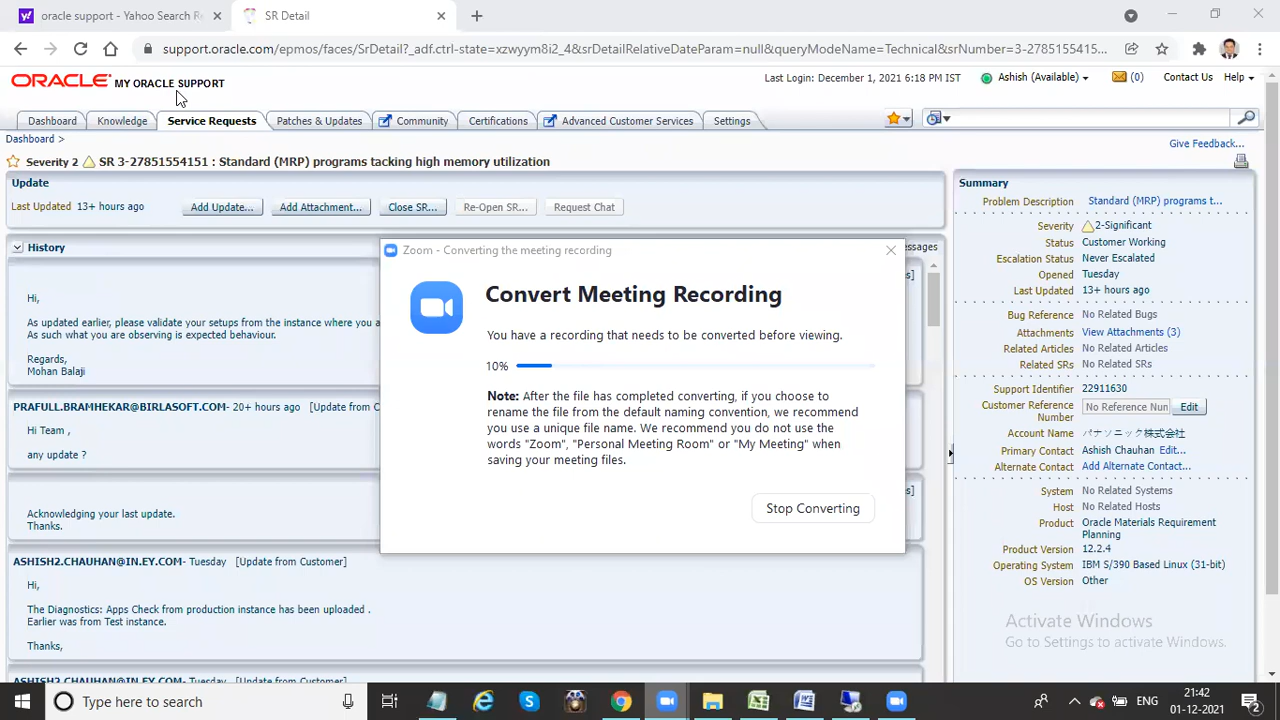 oracle support - Yahoo Search Re
SR Detail
support.oracle.com/epmos/faces/SrDetail?_adf.ctrl-state=xzwyym8i2_4&srDetailRelativeDateParam=null&queryModeName=Technical&srNumber=3-2785155415...
ORACLE MY ORACLE SUPPORT
Last Login: December 1, 2021 6:18 PM IST
Ashish (Available)
(0)
Contact Us
Help
Dashboard
Knowledge
Service Requests
Patches & Updates
Community
Certifications
Advanced Customer Services
Settings
Dashboard >
Give Feedback...
Severity 2 SR 3-27851554151 : Standard (MRP) programs tacking high memory utilization
Update
Last Updated 13+ hours ago
Add Update...
Add Attachment...
Close SR...
Re-Open SR...
Request Chat
History
essages
Hi,
As updated earlier, please validate your setups from the instance where you a
As such what you are observing is expected behaviour.
Regards,
Mohan Balaji
PRAFULL.BRAMHEKAR@BIRLASOFT.COM- 20+ hours ago [Update from C
Hi Team ,
any update ?
Acknowledging your last update.
Thanks.
ASHISH2.CHAUHAN@IN.EY.COM- Tuesday [Update from Customer]
Hi,
The Diagnostics: Apps Check from production instance has been uploaded .
Earlier was from Test instance.
Thanks,
ASHISH2.CHAUHAN@IN.EY.COM- Tuesday [Update from Customer]
Zoom - Converting the meeting recording
Convert Meeting Recording
You have a recording that needs to be converted before viewing.
10%
Note: After the file has completed converting, if you choose to
rename the file from the default naming convention, we recommend
you use a unique file name. We recommend you do not use the
words "Zoom", "Personal Meeting Room" or "My Meeting" when
saving your meeting files.
Stop Converting
Summary
Problem Description Standard (MRP) programs t...
Severity 2-Significant
Status Customer Working
Escalation Status Never Escalated
Opened Tuesday
Last Updated 13+ hours ago
Bug Reference No Related Bugs
Attachments View Attachments (3)
Related Articles No Related Articles
Related SRs No Related SRs
Support Identifier 22911630
Customer Reference Number No Reference Num Edit
Account Name パナソニック株式会社
Primary Contact Ashish Chauhan Edit...
Alternate Contact Add Alternate Contact...
System No Related Systems
Host No Related Hosts
Product Oracle Materials Requirement
Planning
Product Version 12.2.4
Operating System IBM S/390 Based Linux (31-bit)
OS Version Other
Activate Windows
Go to Settings to activate Windows.
Type here to search
ENG
21:42
01-12-2021
2